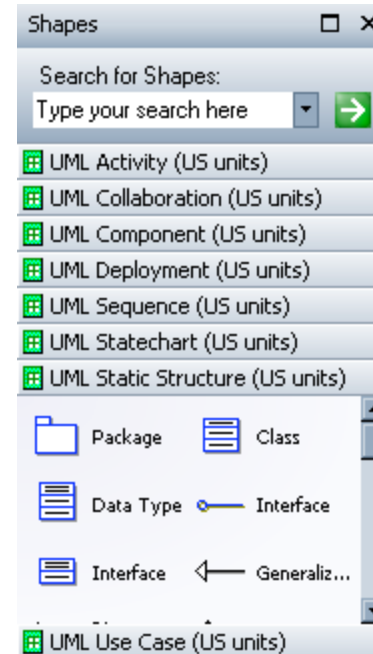 Shapes
Search for Shapes:
Type your search here
UML Activity (US units)
UML Collaboration (US units)
UML Component (US units)
UML Deployment (US units)
UML Sequence (US units)
UML Statechart (US units)
UML Static Structure (US units)
Package Class
Data Type Interface
Interface Generaliz...
UML Use Case (US units)